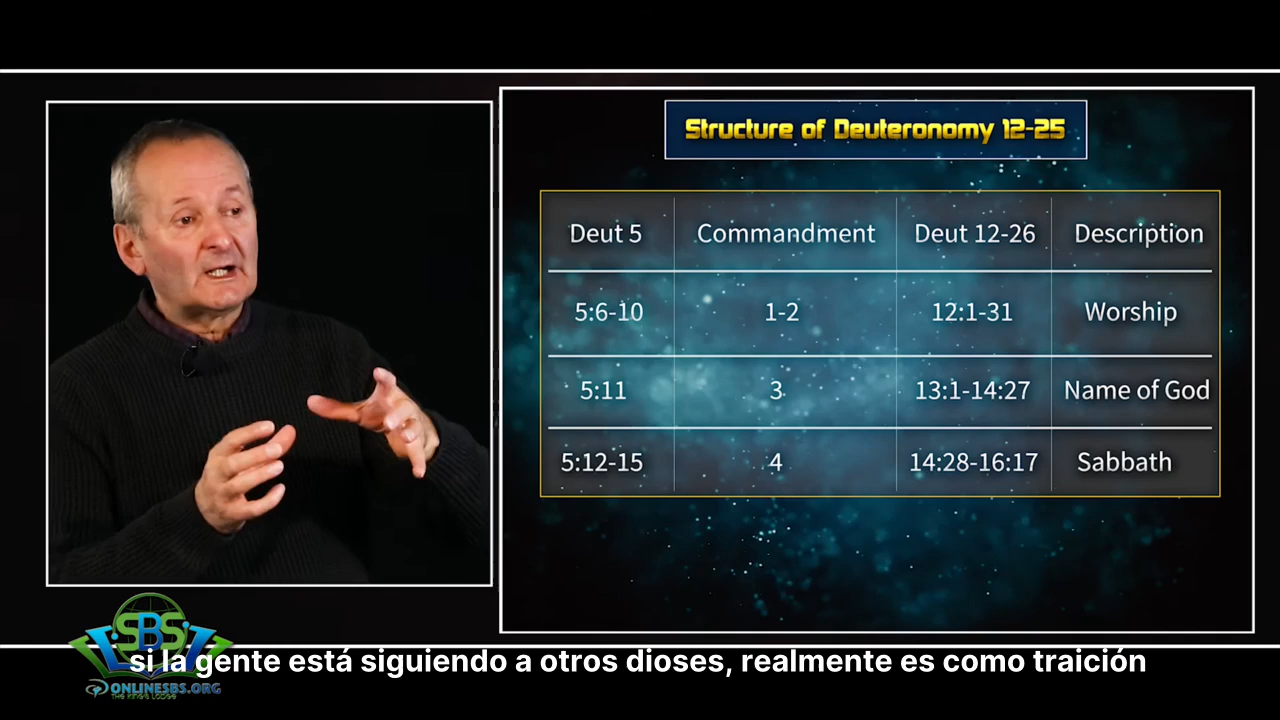 Structure of Deuteronomy 12-25
Deut 5 Commandment Deut 12-26 Description
5:6-10 1-2 12:1-31 Worship
5:11 3 13:1-14:27 Name of God
5:12-15 4 14:28-16:17 Sabbath
SBS
ONLINESBS.ORG
si la gente está siguiendo a otros dioses, realmente es como traición